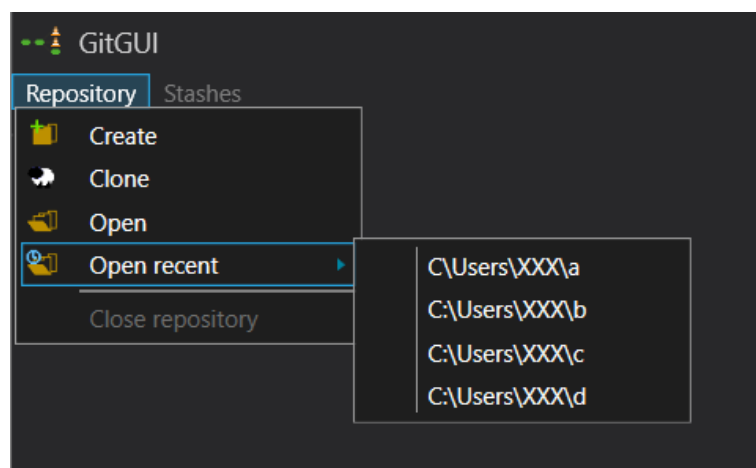 GitGUI
Repository Stashes
Create
Clone
Open
Open recent
C\Users\XXX\a
C:\Users\XXX\b
C:\Users\XXX\c
C:\Users\XXX\d
Close repository